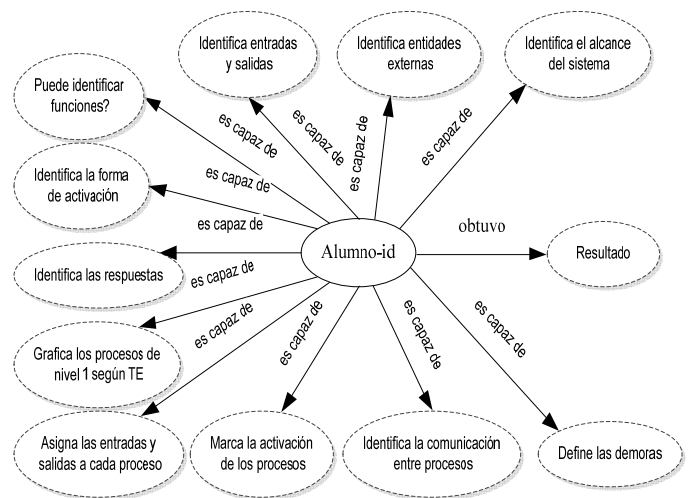 Identifica entradas
y salidas
Identifica entidades
externas
Identifica el alcance
del sistema
Puede identificar
funciones?
es capaz de
es capaz de
es capaz de
es capaz de
Identifica la forma
de activación
es capaz de
es capaz de
Alumno-id
obtuvo
Resultado
Identifica las respuestas
es capaz de
es capaz de
es capaz de
es capaz de
es capaz de
Grafica los procesos de
nivel 1 según TE
Asigna las entradas y
salidas a cada proceso
Marca la activación
de los procesos
Identifica la comunicación
entre procesos
Define las demoras